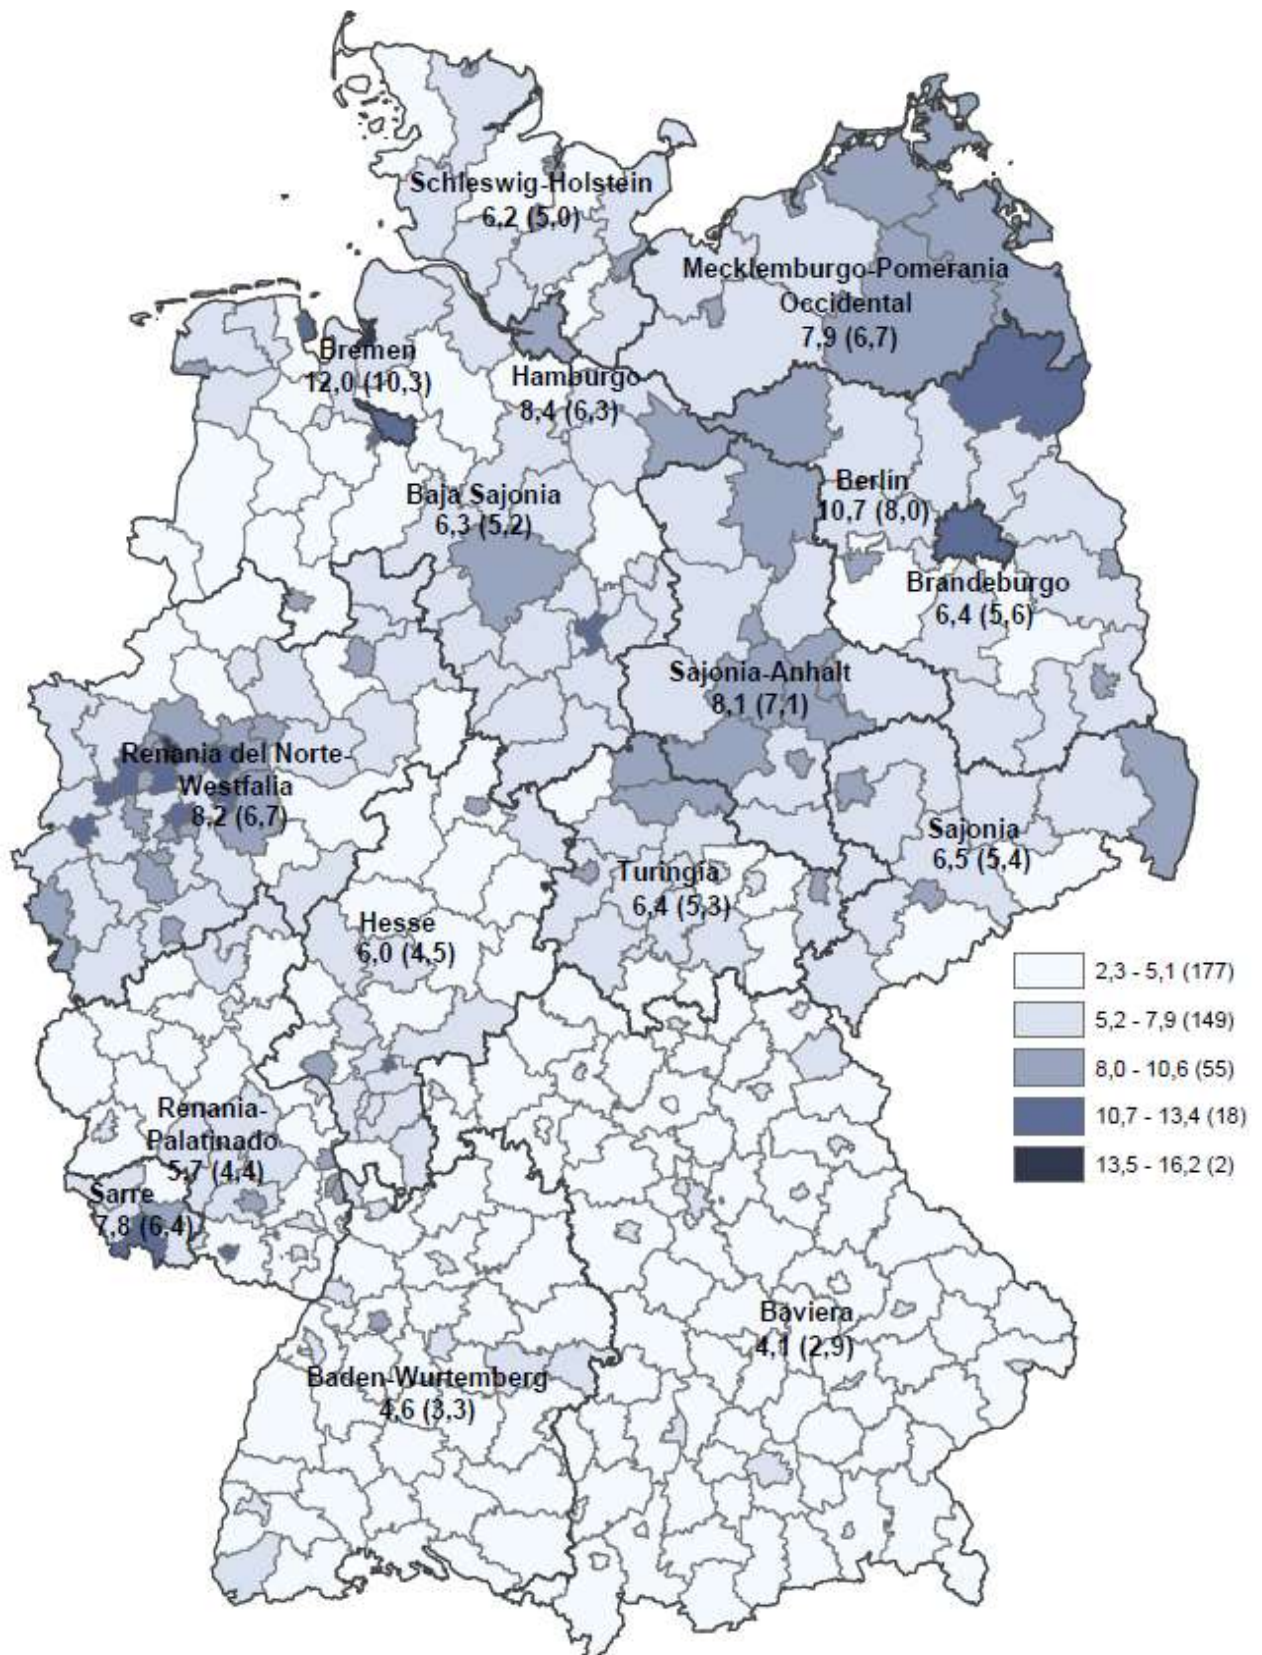 Schleswig-Holstein
6,2 (5,0)
Mecklemburgo-Pomerania
Occidental
7,9 (6,7)
Bremen
12,0 (10,3)
Hamburgo
8,4 (6,3)
Berlín
10,7 (8,0)
Baja Sajonia
6,3 (5,2)
Brandeburgo
6,4 (5,6)
Sajonia-Anhalt
8,1 (7,1)
Renania del Norte-
Westfalia
8,2 (6,7)
Sajonia
6,5 (5,4)
Turingia
6,4 (5,3)
Hesse
6,0 (4,5)
2,3 - 5,1 (177)
5,2 - 7,9 (149)
8,0 - 10,6 (55)
10,7 - 13,4 (18)
13,5 - 16,2 (2)
Renania-
Palatinado
5,7 (4,4)
Sarre
7,8 (6,4)
Baviera
4,1 (2,9)
Baden-Wurtemberg
4,6 (3,3)